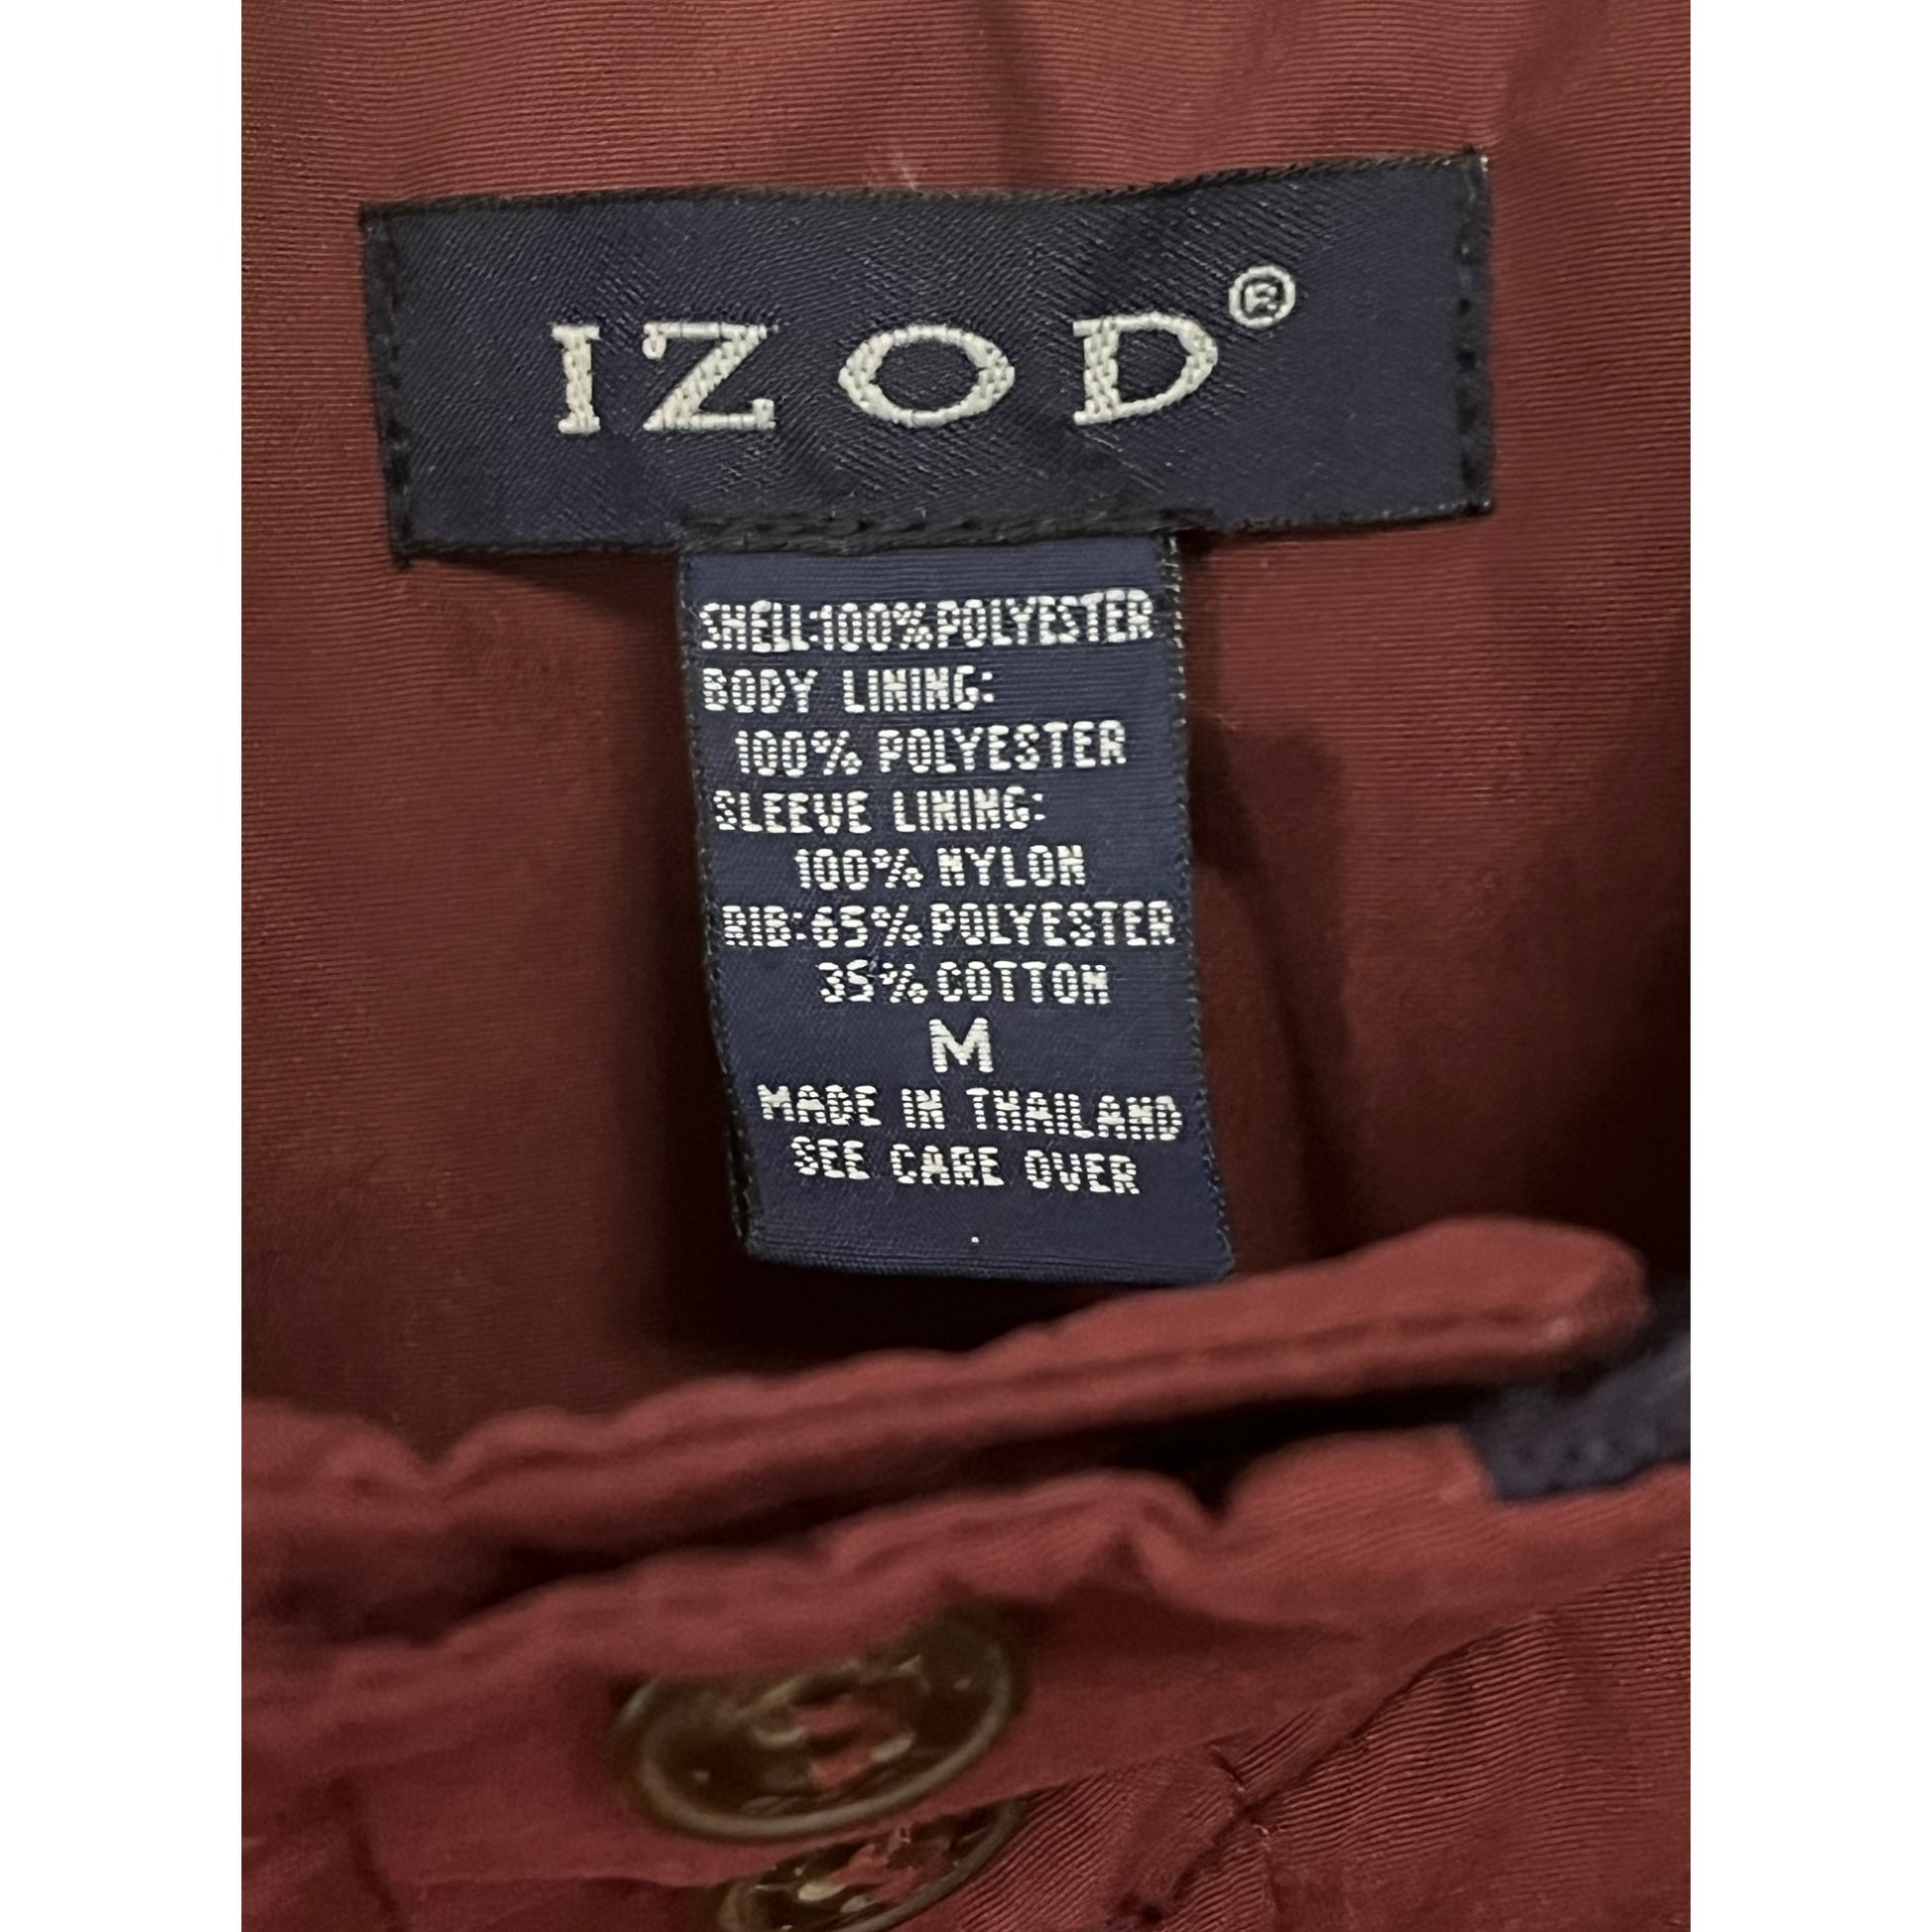 IZOD®
SHELL:100%POLYESTER
BODY LINING:
100% POLYESTER
SLEEVE LINING:
100% NYLON
RIB:65%POLYESTER
35%COTTON
M
MADE IN THAILAND
SEE CARE OVER